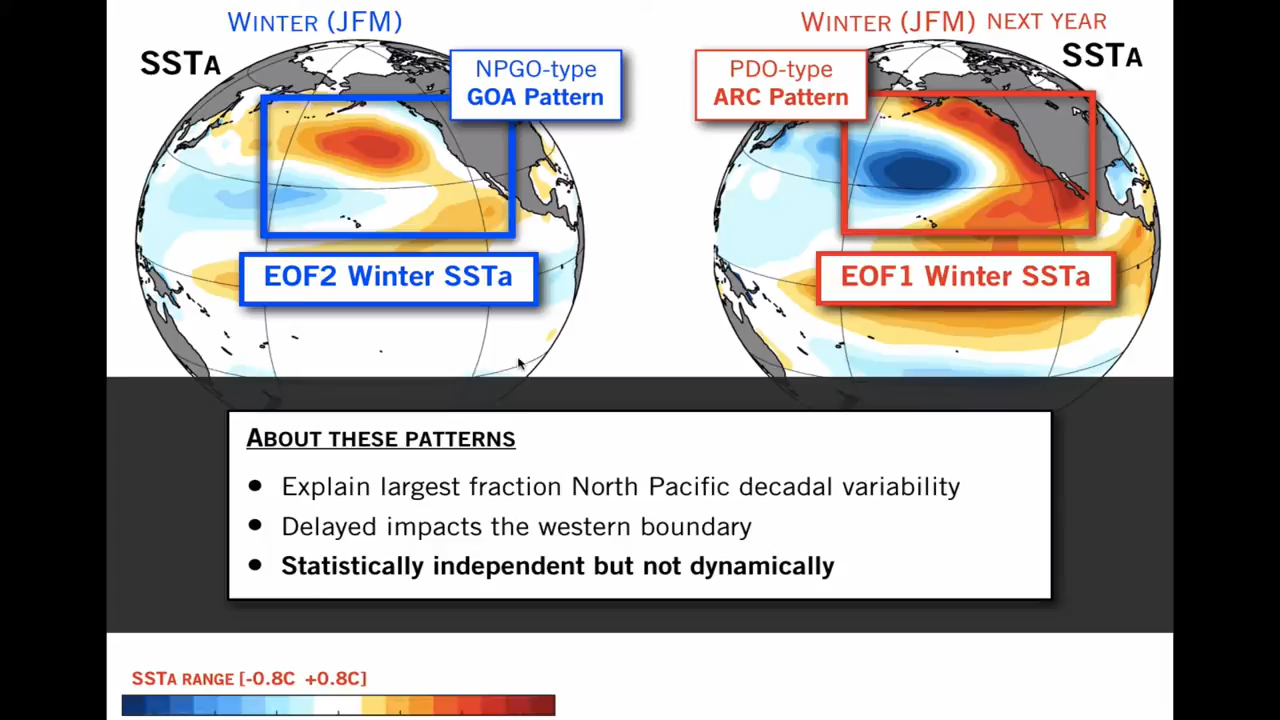 WINTER (JFM)
SSTA
NPGO-type
GOA Pattern
EOF2 Winter SSTa
WINTER (JFM) NEXT YEAR
SSTA
PDO-type
ARC Pattern
EOF1 Winter SSTa
ABOUT THESE PATTERNS
● Explain largest fraction North Pacific decadal variability
● Delayed impacts the western boundary
● Statistically independent but not dynamically
SSTA RANGE [-0.8C +0.8C]